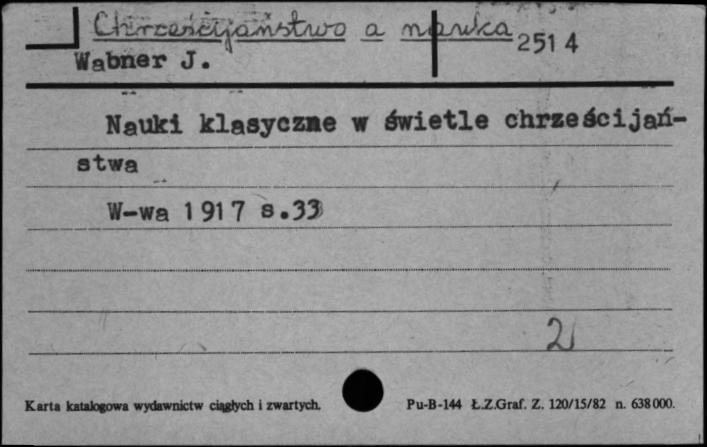 Chrześcijaństwo a nauka
2514
Wabner J.
Nauki klasyczne w świetle chrześcijań-
stwa
W-wa 1917 s.33
2
Karta katalogowa wydawnictw ciągłych i zwartych.
Pu-B-144 Ł.Z.Graf. Z. 120/15/82 n. 638000.